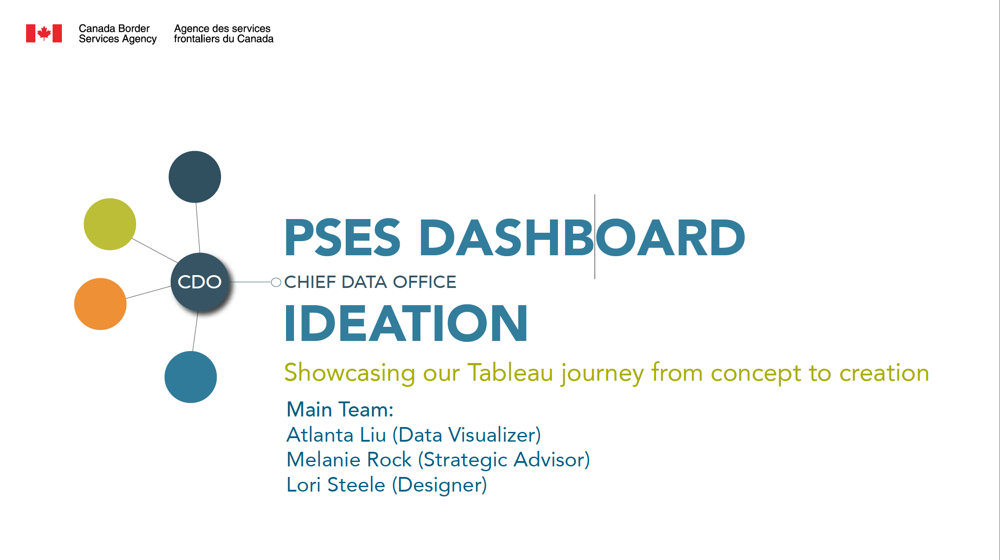 Canada Border
Services Agency
Agence des services
frontaliers du Canada
PSES DASHBOARD
CDO
CHIEF DATA OFFICE
IDEATION
Showcasing our Tableau journey from concept to creation
Main Team:
Atlanta Liu (Data Visualizer)
Melanie Rock (Strategic Advisor)
Lori Steele (Designer)